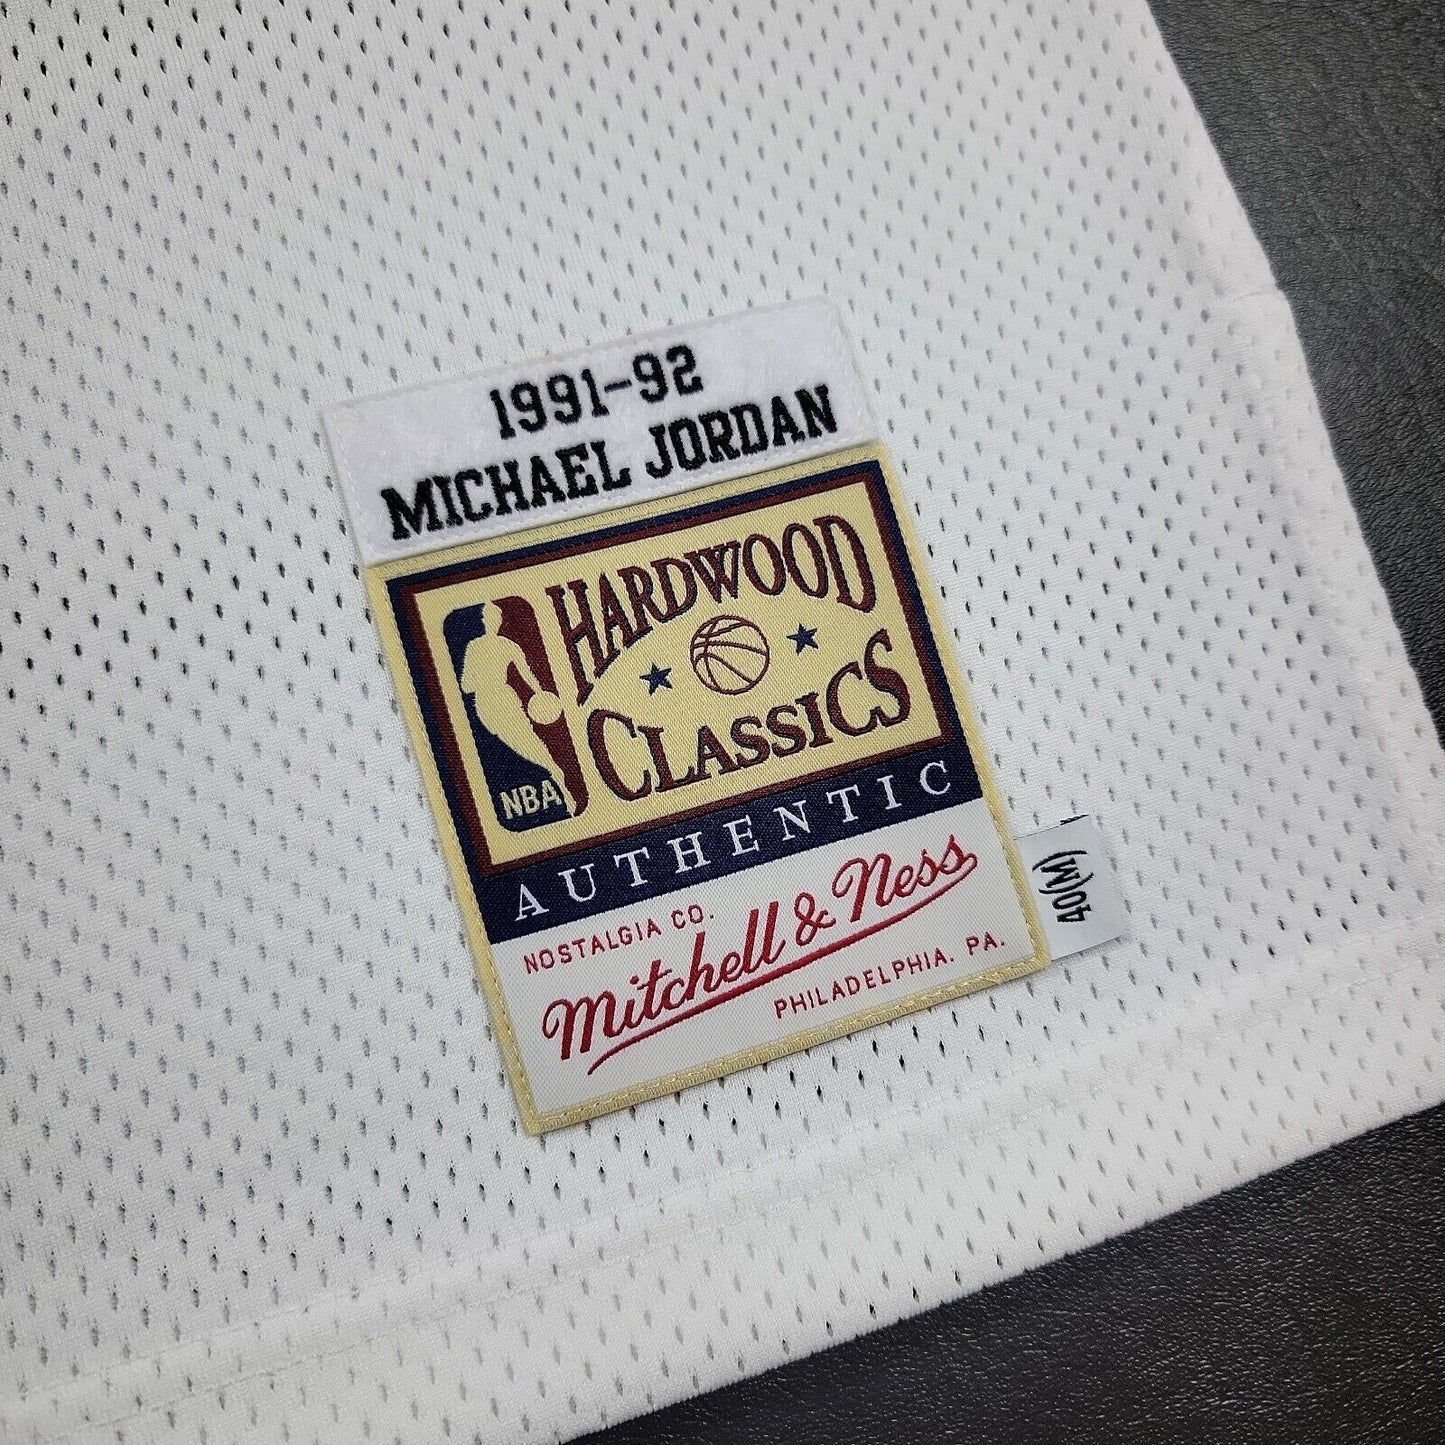 1991-92
MICHAEL JORDAN
HARDWOOD
CLASSICS
NBA
AUTHENTIC
NOSTALGIA CO.
Mitchell & Ness
PHILADELPHIA. PA.
40(M)